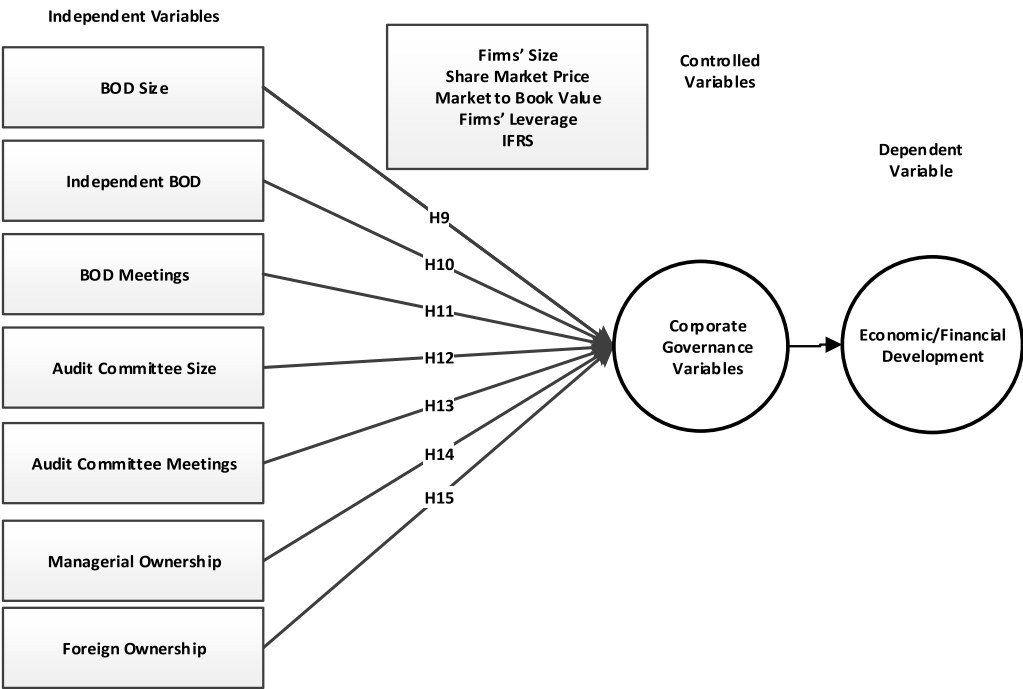 Independent Variables
BOD Size
Independent BOD
BOD Meetings
Audit Committee Size
Audit Committee Meetings
Managerial Ownership
Foreign Ownership
Firms' Size
Share Market Price
Market to Book Value
Firms' Leverage
IFRS
Controlled
Variables
Dependent
Variable
H9
H10
H11
H12
H13
H14
H15
Corporate
Governance
Variables
Economic/Financial
Development